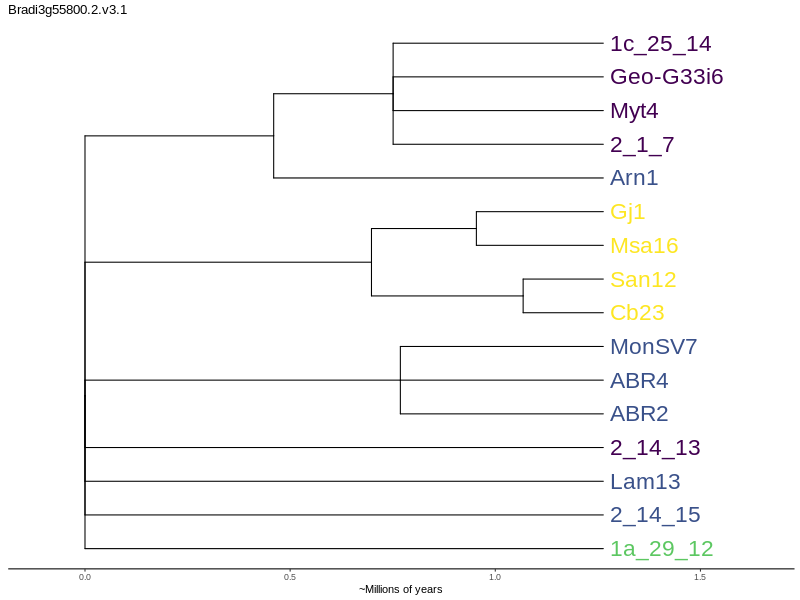 Bradi3g55800.2.v3.1
1c_25_14
Geo-G33i6
Myt4
2_1_7
Arn1
Gj1
Msa16
San12
Cb23
MonSV7
ABR4
ABR2
2_14_13
Lam13
2_14_15
1a_29_12
0.0 0.5 1.0 1.5
~Millions of years